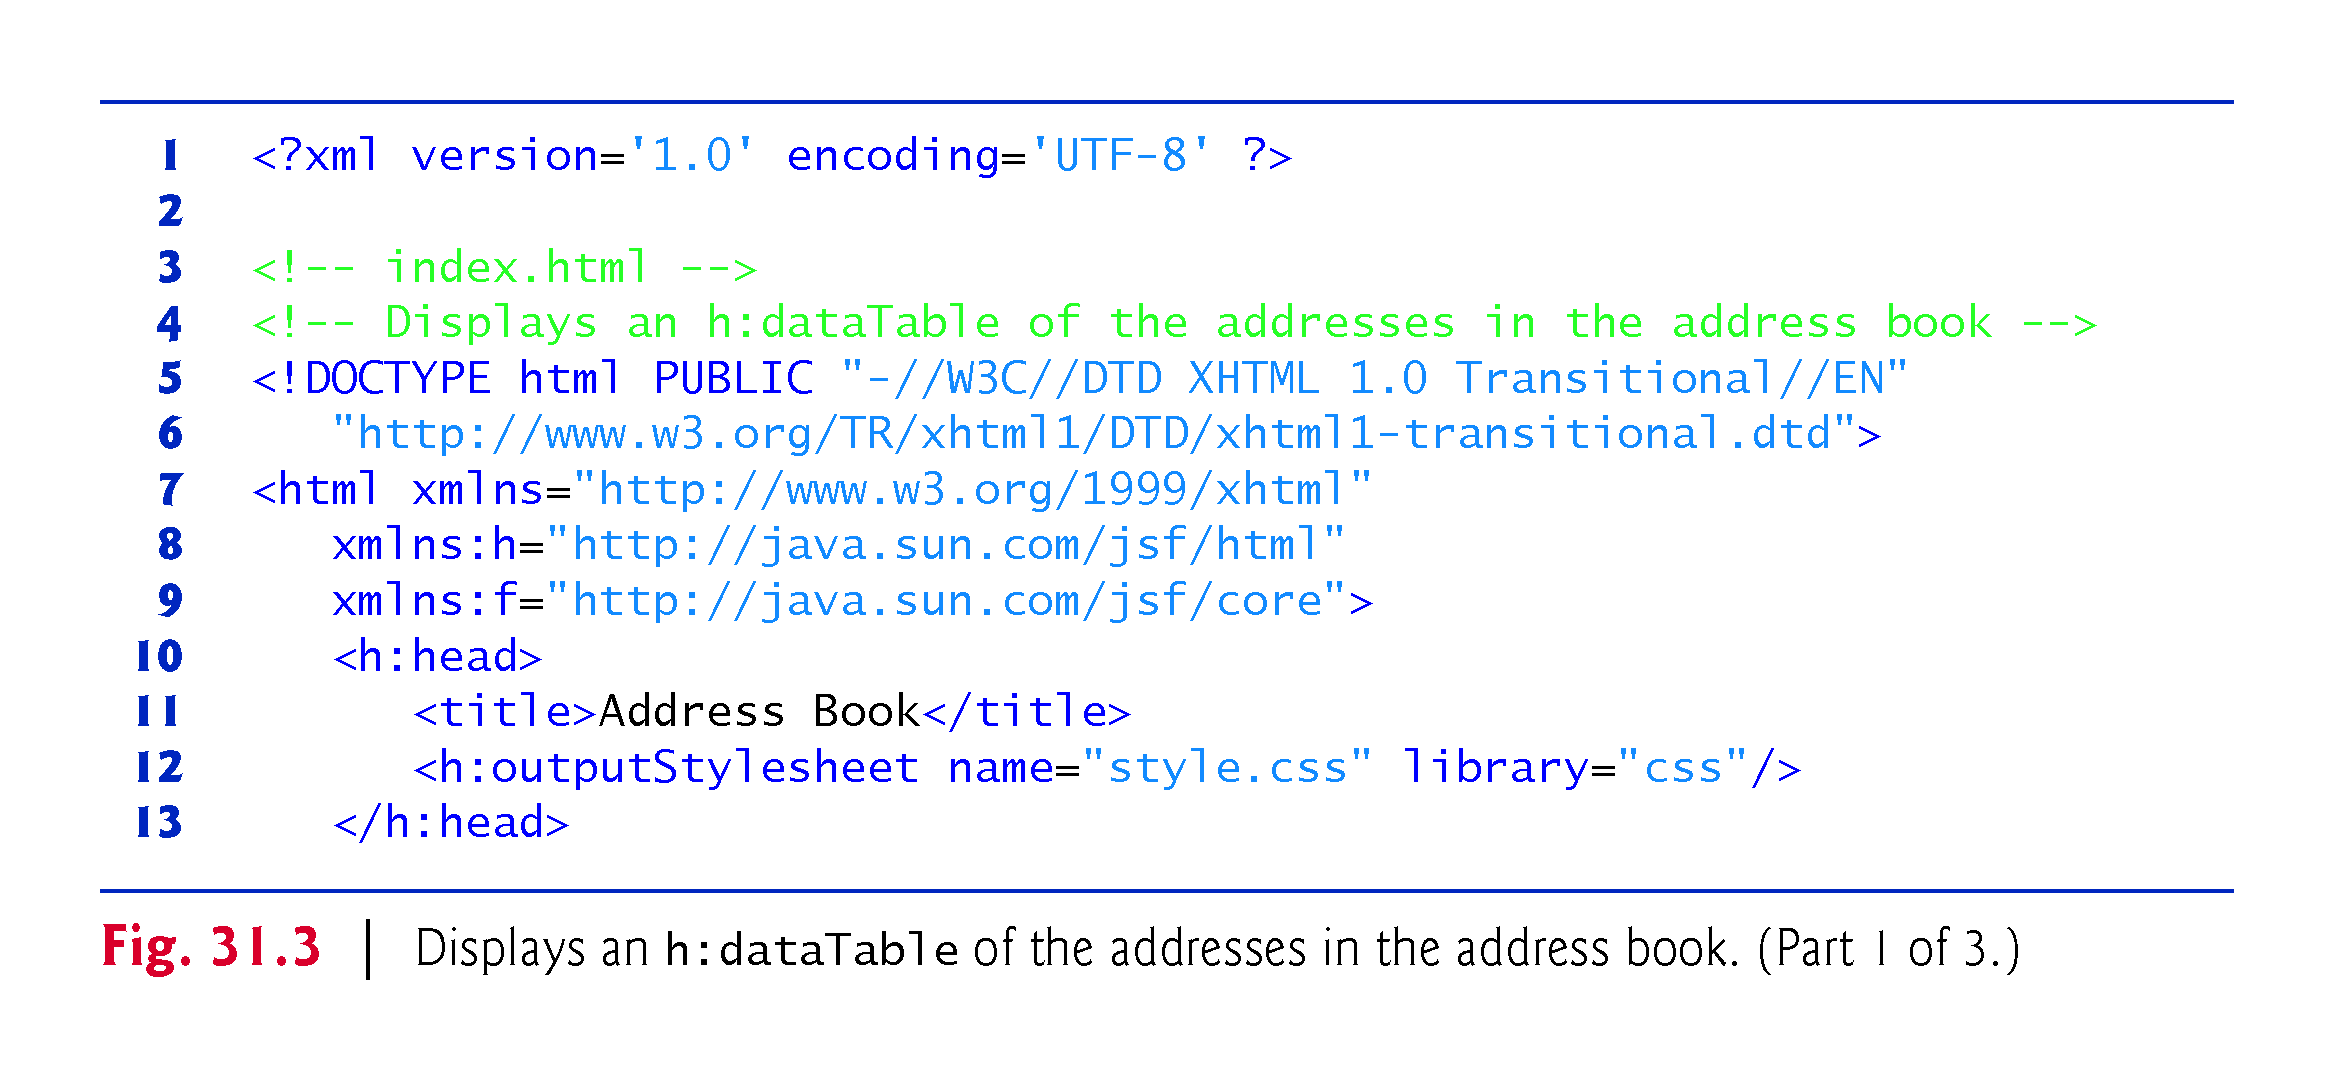 1 <?xml version='1.0' encoding='UTF-8' ?>
2
3 <!-- index.html -->
4 <!-- Displays an h:dataTable of the addresses in the address book -->
5 <!DOCTYPE html PUBLIC "-//W3C//DTD XHTML 1.0 Transitional//EN"
6    "http://www.w3.org/TR/xhtml1/DTD/xhtml1-transitional.dtd">
7 <html xmlns="http://www.w3.org/1999/xhtml"
8    xmlns:h="http://java.sun.com/jsf/html"
9    xmlns:f="http://java.sun.com/jsf/core">
10    <h:head>
11       <title>Address Book</title>
12       <h:outputStylesheet name="style.css" library="css"/>
13    </h:head>
Fig. 31.3 | Displays an h:dataTable of the addresses in the address book. (Part 1 of 3.)